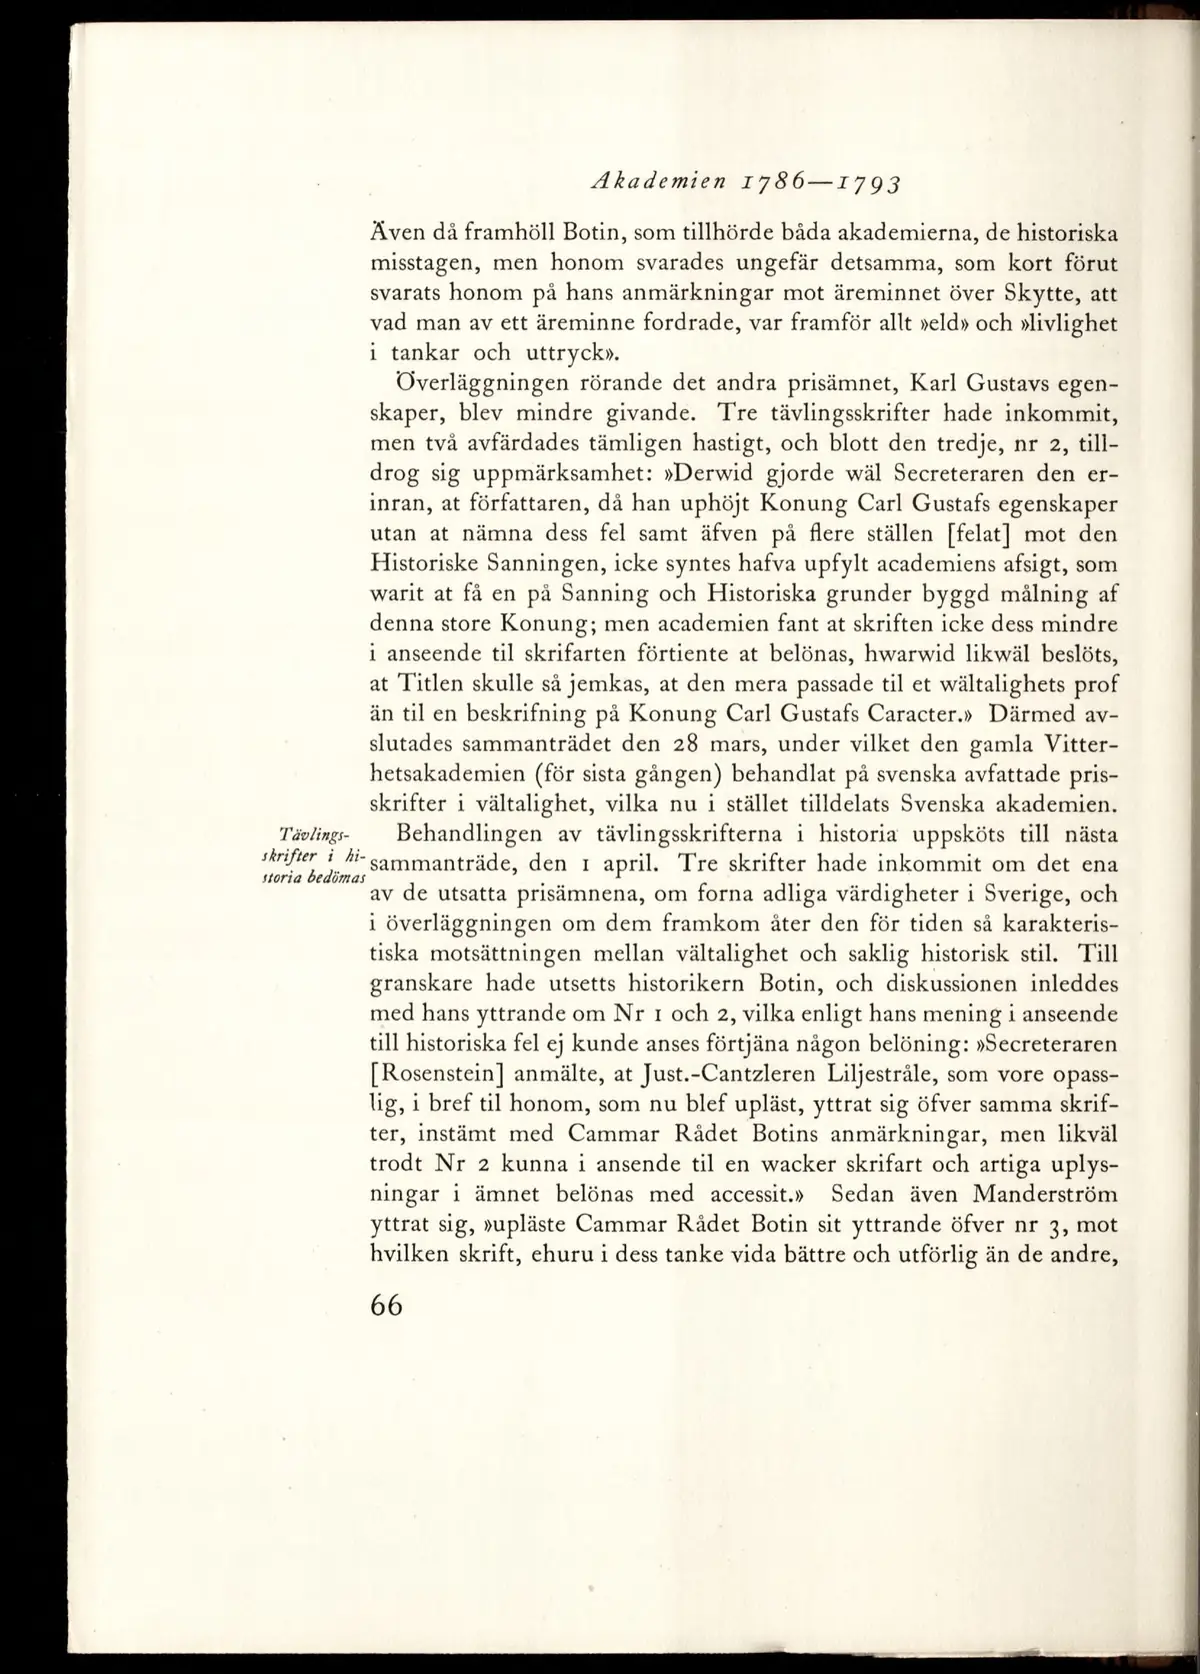 Akademien 1786—1793
Även då framhöll Botin, som tillhörde båda akademierna, de historiska
misstagen, men honom svarades ungefär detsamma, som kort förut
svarats honom på hans anmärkningar mot äreminnet över Skytte, att
vad man av ett äreminne fordrade, var framför allt »eld» och »livlighet
i tankar och uttryck».
Överläggningen rörande det andra prisämnet, Karl Gustavs egen-
skaper, blev mindre givande. Tre tävlingsskrifter hade inkommit,
men två avfärdades tämligen hastigt, och blott den tredje, nr 2, till-
drog sig uppmärksamhet: »Derwid gjorde wäl Secreteraren den er-
inran, at författaren, då han uphöjt Konung Carl Gustafs egenskaper
utan at nämna dess fel samt äfven på flere ställen [felat] mot den
Historiske Sanningen, icke syntes hafva upfylt academiens afsigt, som
warit at få en på Sanning och Historiska grunder byggd målning af
denna store Konung; men academien fant at skriften icke dess mindre
i anseende til skrifarten förtiente at belönas, hwarwid likwäl beslöts,
at Titlen skulle så jemkas, at den mera passade til et wältalighets prof
än til en beskrifning på Konung Carl Gustafs Caracter.» Därmed av-
slutades sammanträdet den 28 mars, under vilket den gamla Vitter-
hetsakademien (för sista gången) behandlat på svenska avfattade pris-
skrifter i vältalighet, vilka nu i stället tilldelats Svenska akademien.
Tävlings-
skrifter i hi-
storia bedömas
Behandlingen av tävlingsskrifterna i historia uppsköts till nästa
sammanträde, den 1 april. Tre skrifter hade inkommit om det ena
av de utsatta prisämnena, om forna adliga värdigheter i Sverige, och
i överläggningen om dem framkom åter den för tiden så karakteris-
tiska motsättningen mellan vältalighet och saklig historisk stil. Till
granskare hade utsetts historikern Botin, och diskussionen inleddes
med hans yttrande om Nr 1 och 2, vilka enligt hans mening i anseende
till historiska fel ej kunde anses förtjäna någon belöning: »Secreteraren
[Rosenstein] anmälte, at Just.-Cantzleren Liljestråle, som vore opass-
lig, i bref til honom, som nu blef upläst, yttrat sig öfver samma skrif-
ter, instämt med Cammar Rådet Botins anmärkningar, men likväl
trodt Nr 2 kunna i ansende til en wacker skrifart och artiga uplys-
ningar i ämnet belönas med accessit.» Sedan även Manderström
yttrat sig, »upläste Cammar Rådet Botin sit yttrande öfver nr 3, mot
hvilken skrift, ehuru i dess tanke vida bättre och utförlig än de andre,
66